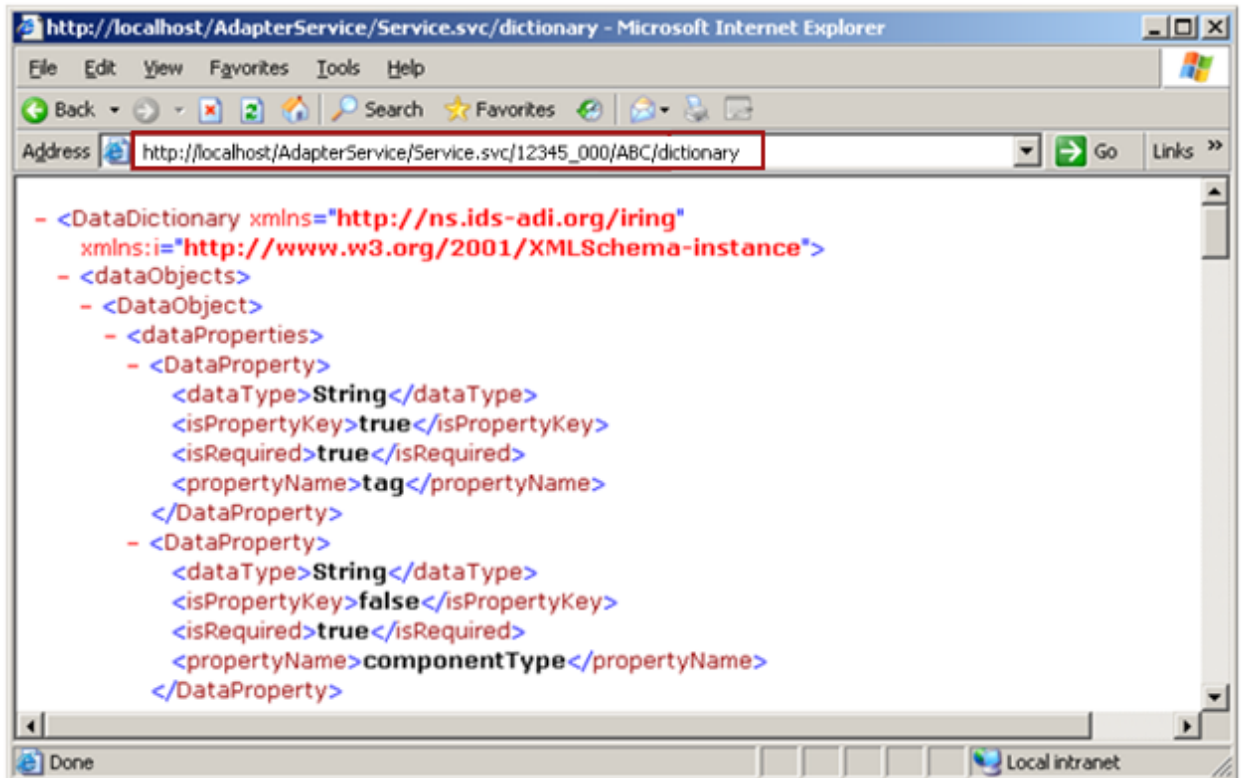 http://localhost/AdapterService/Service.svc/dictionary - Microsoft Internet Explorer
File Edit View Favorites Tools Help
Back Search Favorites
Address http://localhost/AdapterService/Service.svc/12345_000/ABC/dictionary Go Links »
- <DataDictionary xmlns="http://ns.ids-adi.org/iring"
xmlns:i="http://www.w3.org/2001/XMLSchema-instance">
- <dataObjects>
- <DataObject>
- <dataProperties>
- <DataProperty>
<dataType>String</dataType>
<isPropertyKey>true</isPropertyKey>
<isRequired>true</isRequired>
<propertyName>tag</propertyName>
</DataProperty>
- <DataProperty>
<dataType>String</dataType>
<isPropertyKey>false</isPropertyKey>
<isRequired>true</isRequired>
<propertyName>componentType</propertyName>
</DataProperty>
Done Local intranet